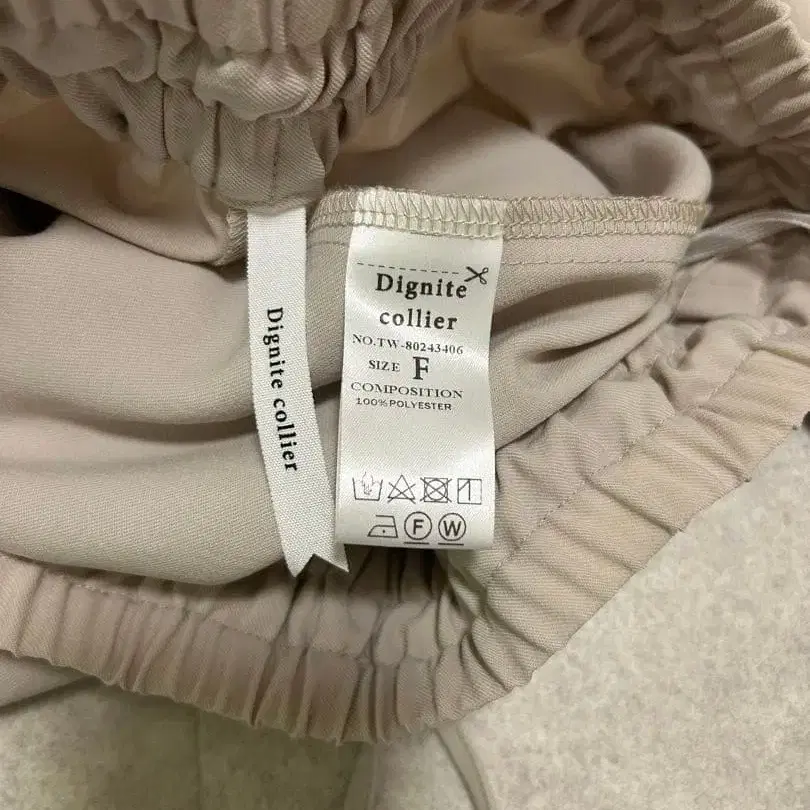 Dignite collier
Dignite
collier
NO.TW-80243406
SIZE F
COMPOSITION
100% POLYESTER
F W